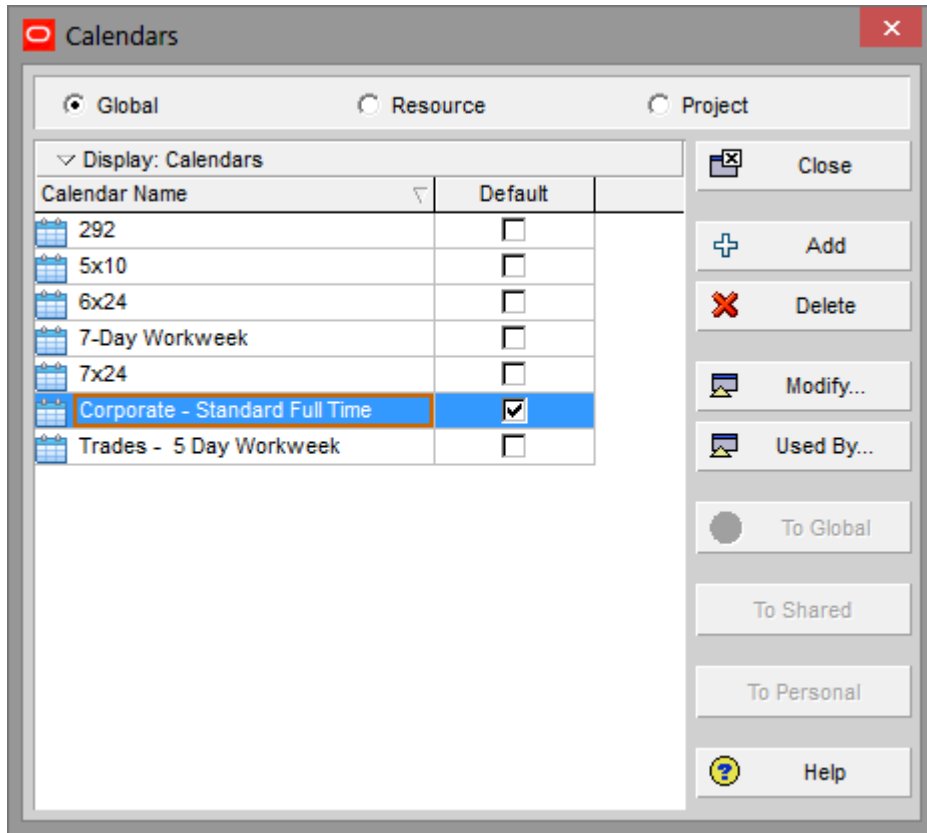 Calendars
Global Resource Project
Display: Calendars
Calendar Name Default
292
5x10
6x24
7-Day Workweek
7x24
Corporate - Standard Full Time
Trades - 5 Day Workweek
Close
Add
Delete
Modify...
Used By...
To Global
To Shared
To Personal
Help